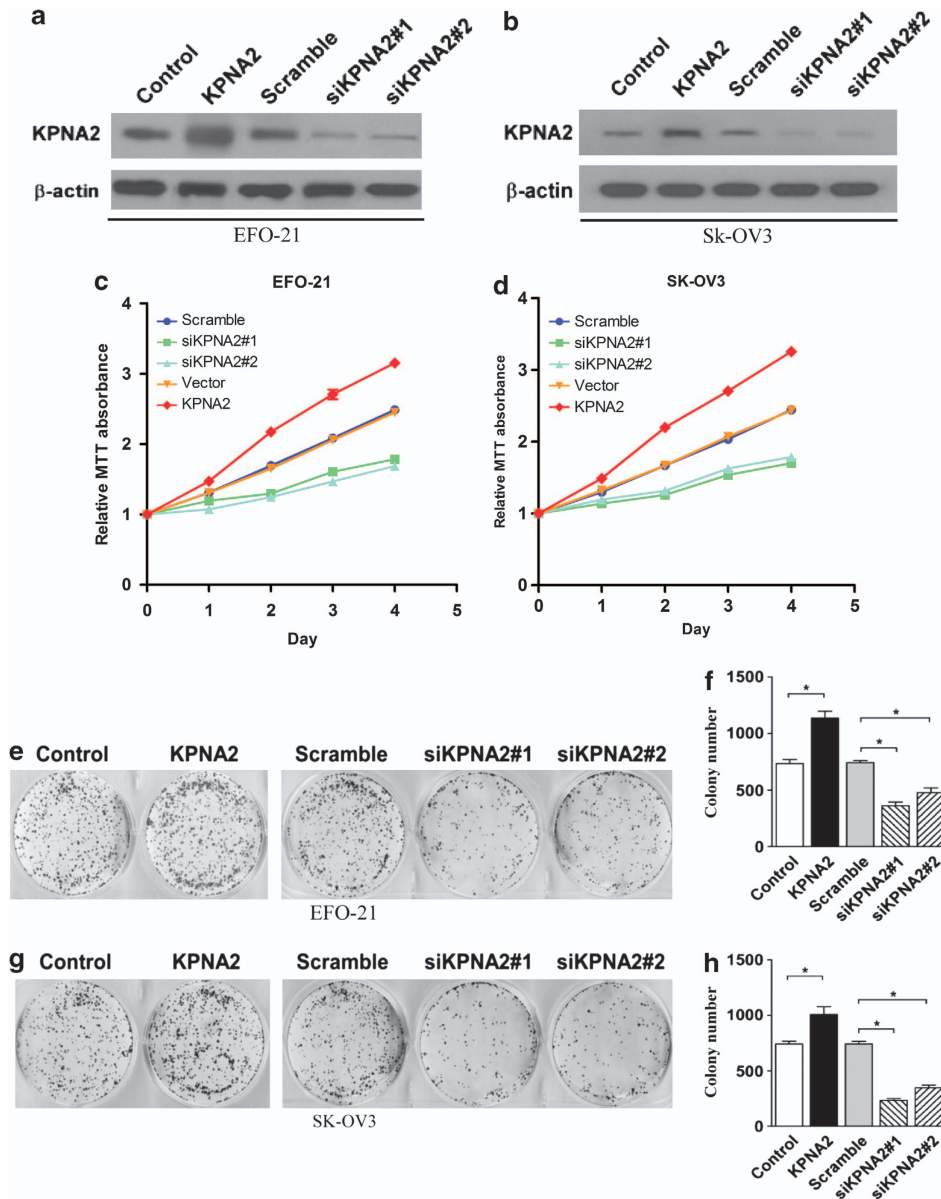 a
Control
KPNA2
Scramble
siKPNA2#1
siKPNA2#2
KPNA2
β-actin
EFO-21
b
Control
KPNA2
Scramble
siKPNA2#1
siKPNA2#2
KPNA2
β-actin
Sk-OV3
c
EFO-21
Scramble
siKPNA2#1
siKPNA2#2
Vector
KPNA2
Relative MTT absorbance
4
3
2
1
0
0 1 2 3 4 5
Day
d
SK-OV3
Scramble
siKPNA2#1
siKPNA2#2
Vector
KPNA2
Relative MTT absorbance
4
3
2
1
0
0 1 2 3 4 5
Day
e
Control KPNA2 Scramble siKPNA2#1 siKPNA2#2
EFO-21
f
Colony number
1500
1000
500
0
* * *
Control
KPNA2
Scramble
siKPNA2#1
siKPNA2#2
g
Control KPNA2 Scramble siKPNA2#1 siKPNA2#2
SK-OV3
h
Colony number
1500
1000
500
0
* * *
Control
KPNA2
Scramble
siKPNA2#1
siKPNA2#2